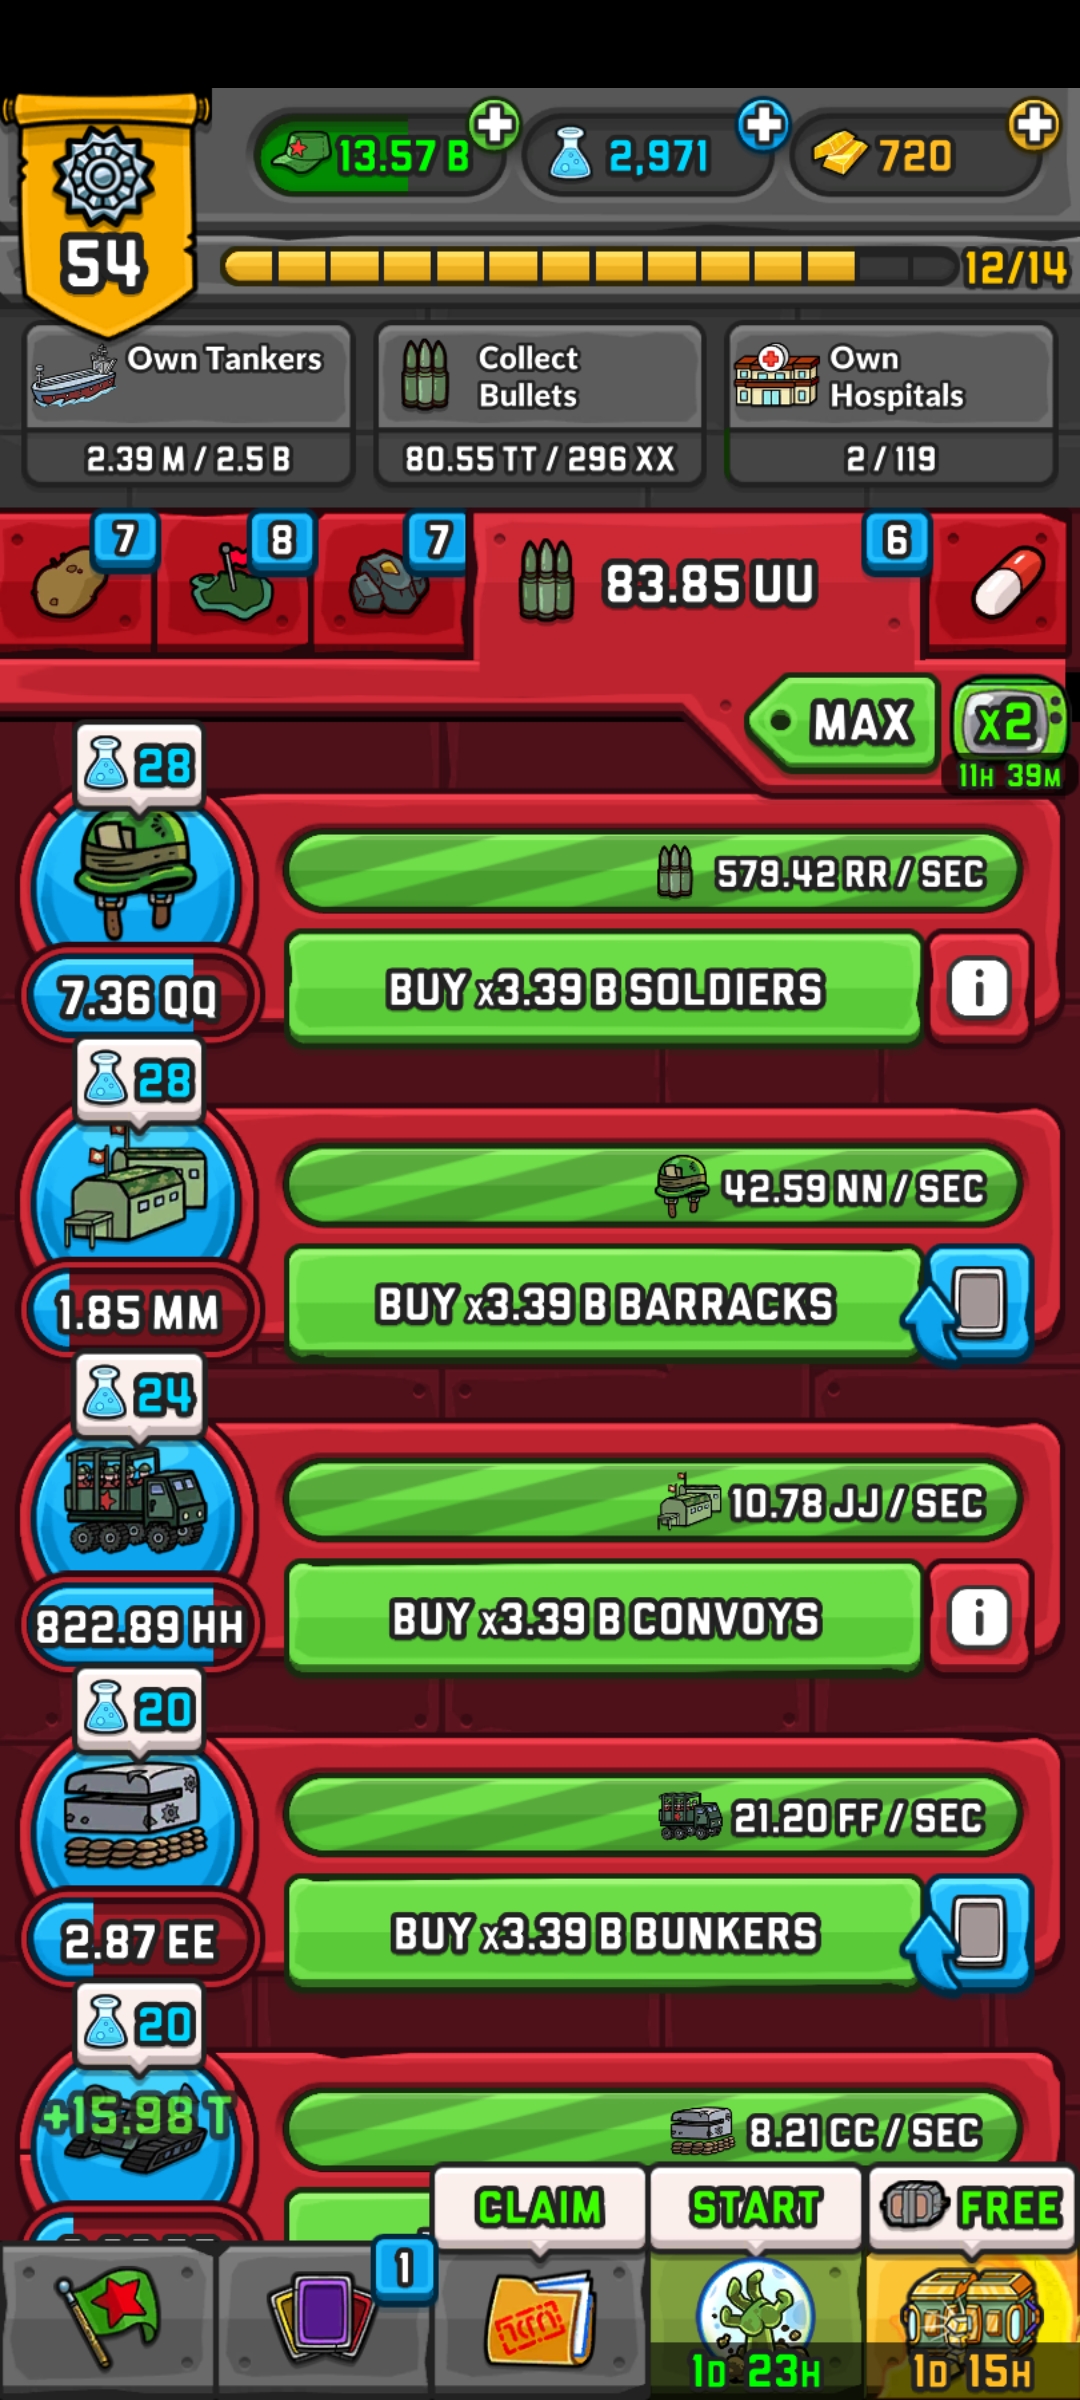 54
13.57 B
2,971
720
12/14
Own Tankers
2.39 M / 2.5 B
Collect
Bullets
80.55 TT / 296 XX
Own
Hospitals
2 / 119
7
8
7
83.85 UU
6
MAX
x2
11H 39M
28
579.42 RR / SEC
7.36 QQ
BUY x3.39 B SOLDIERS
i
28
42.59 NN / SEC
1.85 MM
BUY x3.39 B BARRACKS
24
10.78 JJ / SEC
822.89 HH
BUY x3.39 B CONVOYS
i
20
21.20 FF / SEC
2.87 EE
BUY x3.39 B BUNKERS
20
+15.98 T
8.21 CC / SEC
CLAIM
START
FREE
1
1D 23H
1D 15H